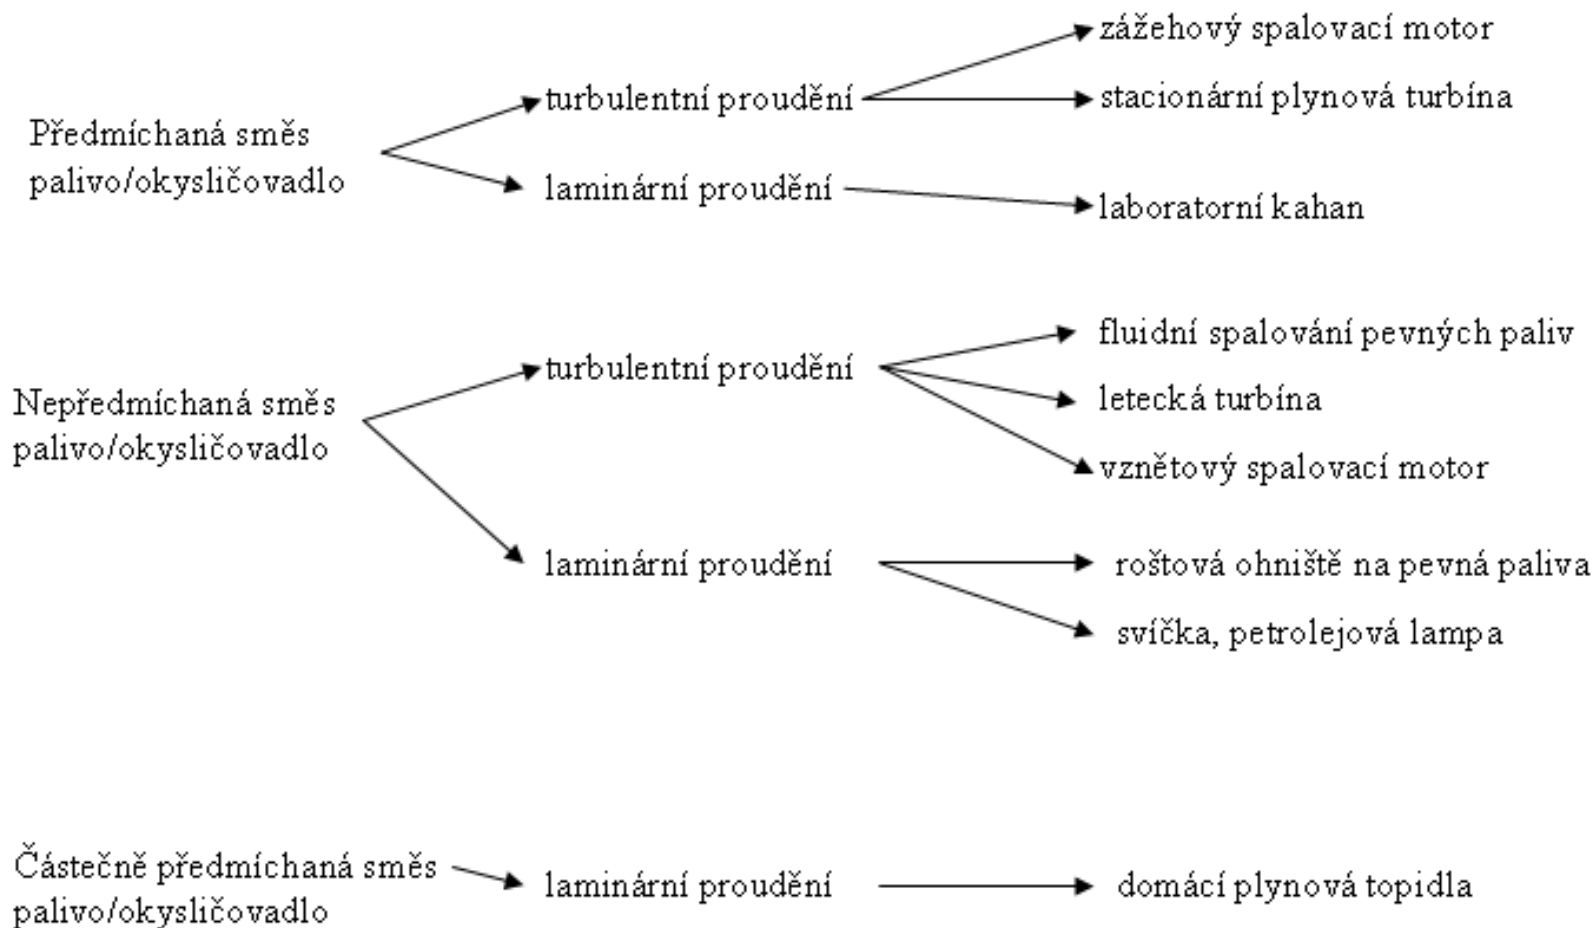 Předmíchaná směs
palivo/okysličovadlo
turbulentní proudění
zážehový spalovací motor
stacionární plynová turbína
laminární proudění
laboratorní kahan
Nepředmíchaná směs
palivo/okysličovadlo
turbulentní proudění
fluidní spalování pevných paliv
letecká turbína
vznětový spalovací motor
laminární proudění
roštová ohniště na pevná paliva
svíčka, petrolejová lampa
Částečně předmíchaná směs
palivo/okysličovadlo
laminární proudění
domácí plynová topidla